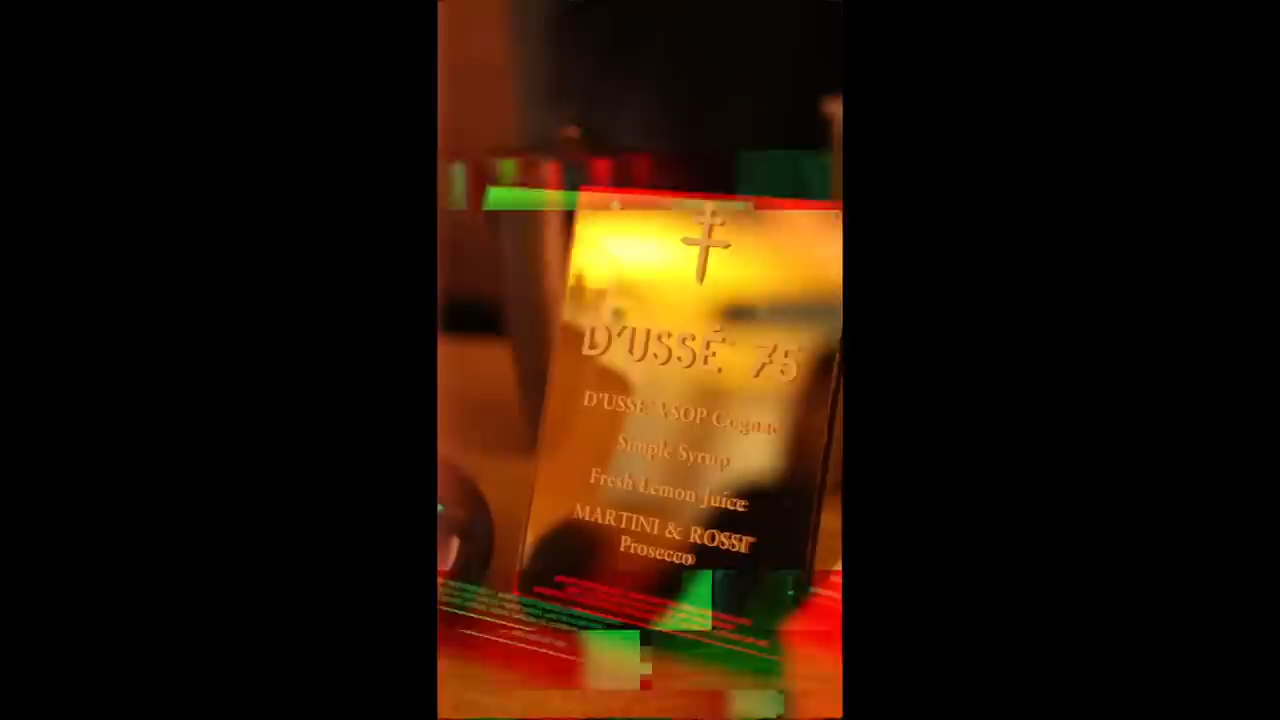 D'USSÉ 75
D'USSÉ VSOP Cognac
Simple Syrup
Fresh Lemon Juice
MARTINI & ROSSI
Prosecco